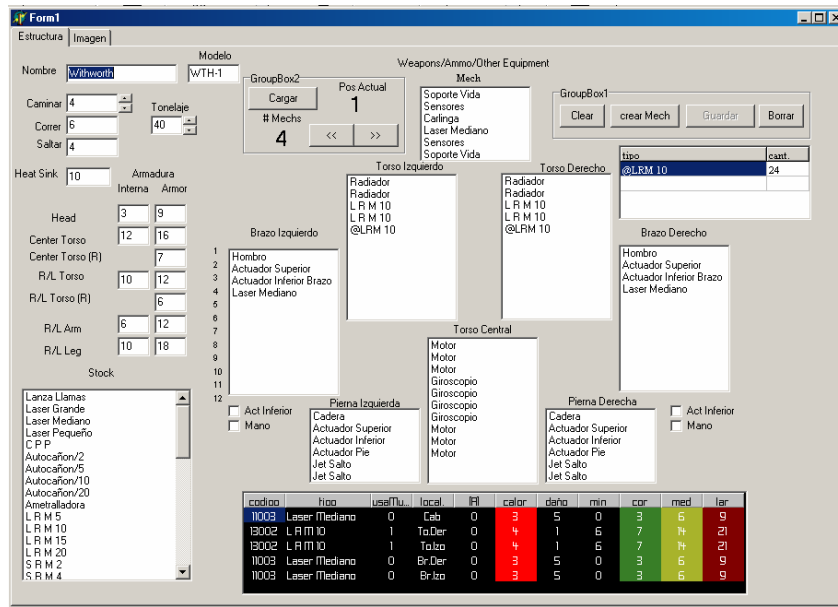 Form1
Estructura Imagen
Nombre Withworth
Modelo
WTH-1
Caminar 4
Correr 6
Saltar 4
Tonelaje
40
Heat Sink 10
Armadura
Interna Armor
Head 3 9
Center Torso 12 16
Center Torso (R) 7
R/L Torso 10 12
R/L Torso (R) 6
R/L Arm 6 12
R/L Leg 10 18
Stock
Lanza Llamas
Laser Grande
Laser Mediano
Laser Pequeño
C P P
Autocañon/2
Autocañon/5
Autocañon/10
Autocañon/20
Ametralladora
L R M 5
L R M 10
L R M 15
L R M 20
S R M 2
S R M 4
GroupBox2
Cargar
Pos Actual
1
# Mechs
4
<< >>
Weapons/Ammo/Other Equipment
Mech
Soporte Vida
Sensores
Carlinga
Laser Mediano
Sensores
Soporte Vida
GroupBox1
Clear crear Mech Guardar Borrar
tipo cant.
@LRM 10 24
Torso Izquierdo
Radiador
Radiador
L R M 10
L R M 10
@LRM 10
Torso Derecho
Radiador
Radiador
L R M 10
L R M 10
@LRM 10
Brazo Izquierdo
1
2
3
4
5
6
7
8
9
10
11
12
Hombro
Actuador Superior
Actuador Inferior Brazo
Laser Mediano
Brazo Derecho
Hombro
Actuador Superior
Actuador Inferior Brazo
Laser Mediano
Torso Central
Motor
Motor
Motor
Giroscopio
Giroscopio
Giroscopio
Giroscopio
Motor
Motor
Motor
Act Inferior
Mano
Pierna Izquierda
Cadera
Actuador Superior
Actuador Inferior
Actuador Pie
Jet Salto
Jet Salto
Pierna Derecha
Cadera
Actuador Superior
Actuador Inferior
Actuador Pie
Jet Salto
Jet Salto
Act Inferior
Mano
codigo tipo usaMu.. local. (A) calor daño min cor med lar
11003 Laser Mediano 0 Cab 0 3 5 0 3 6 9
13002 L R M 10 1 To.Der 0 4 1 6 7 14 21
13002 L R M 10 1 To.Izq 0 4 1 6 7 14 21
11003 Laser Mediano 0 Br.Der 0 3 5 0 3 6 9
11003 Laser Mediano 0 Br.Izq 0 3 5 0 3 6 9